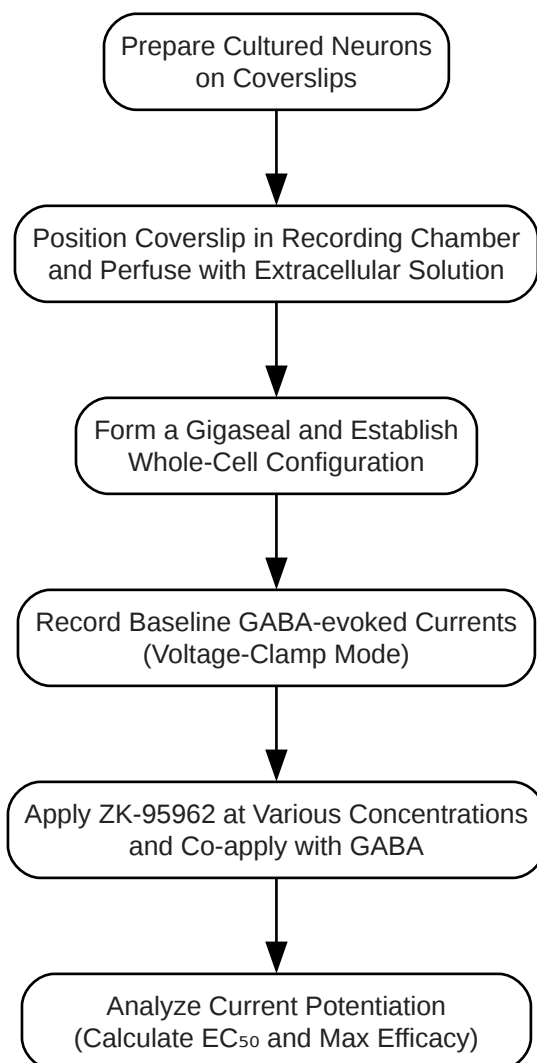 Prepare Cultured Neurons
on Coverslips
Position Coverslip in Recording Chamber
and Perfuse with Extracellular Solution
Form a Gigaseal and Establish
Whole-Cell Configuration
Record Baseline GABA-evoked Currents
(Voltage-Clamp Mode)
Apply ZK-95962 at Various Concentrations
and Co-apply with GABA
Analyze Current Potentiation
(Calculate EC₅₀ and Max Efficacy)